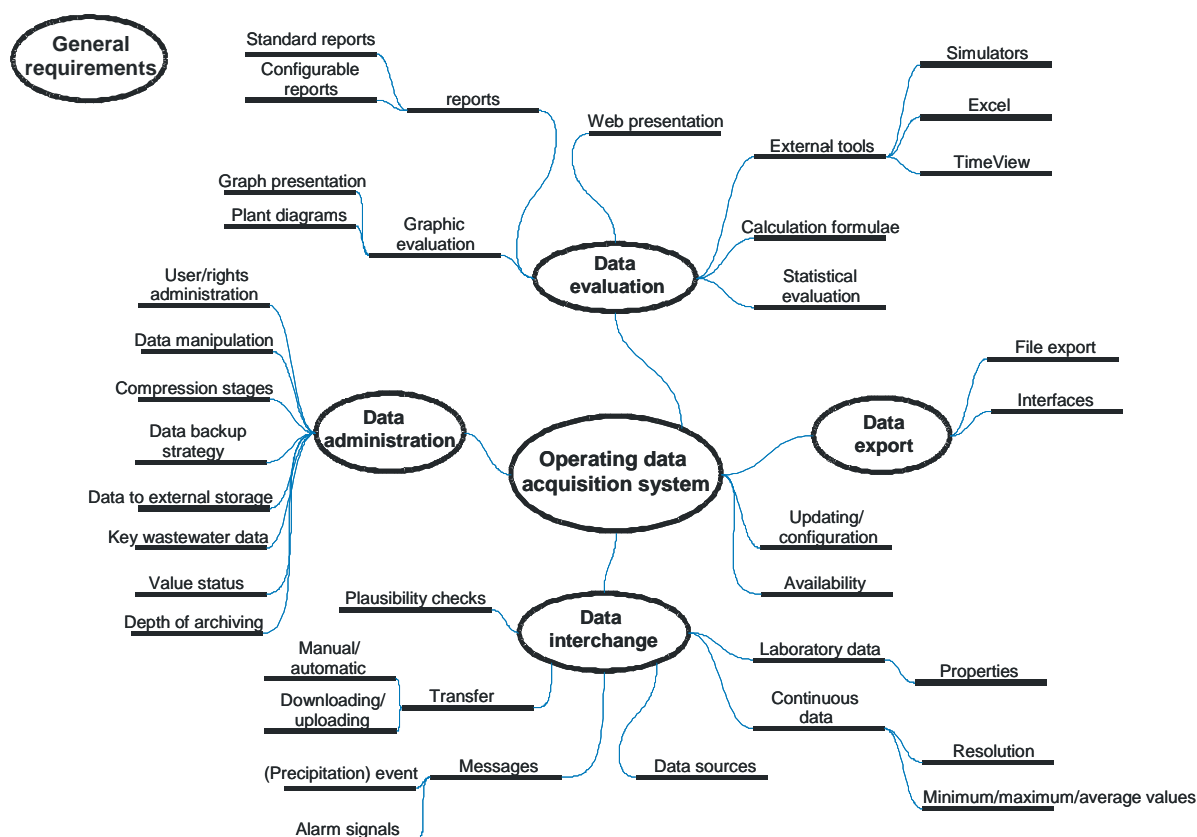 General
requirements
Standard reports
Configurable
reports
reports
Web presentation
Simulators
Excel
External tools
TimeView
Graph presentation
Plant diagrams
Graphic
evaluation
Data
evaluation
Calculation formulae
Statistical
evaluation
User/rights
administration
Data manipulation
Compression stages
Data backup
strategy
Data to external storage
Key wastewater data
Value status
Depth of archiving
Data
administration
Operating data
acquisition system
Data
export
File export
Interfaces
Updating/
configuration
Availability
Plausibility checks
Data
interchange
Manual/
automatic
Downloading/
uploading
Transfer
Laboratory data
Properties
Continuous
data
Resolution
Minimum/maximum/average values
(Precipitation) event
Messages
Data sources
Alarm signals